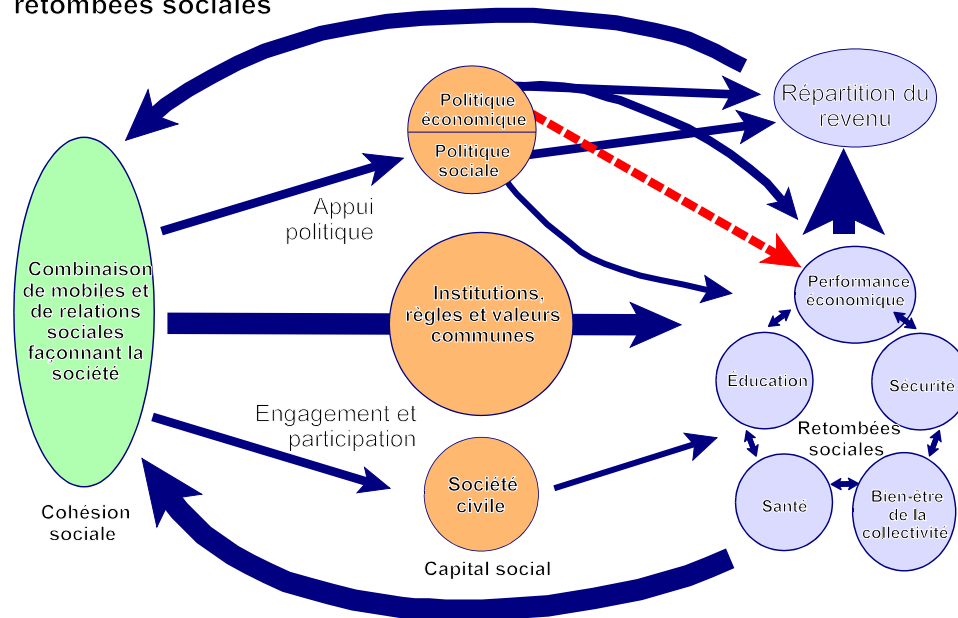 retombées sociales
Politique
économique
Politique
sociale
Répartition du
revenu
Appui
politique
Combinaison
de mobiles et
de relations
sociales
façonnant la
société
Institutions,
règles et valeurs
communes
Performance
économique
Éducation
Sécurité
Engagement et
participation
Retombées
sociales
Société
civile
Santé
Bien-être
de la
collectivité
Cohésion
sociale
Capital social